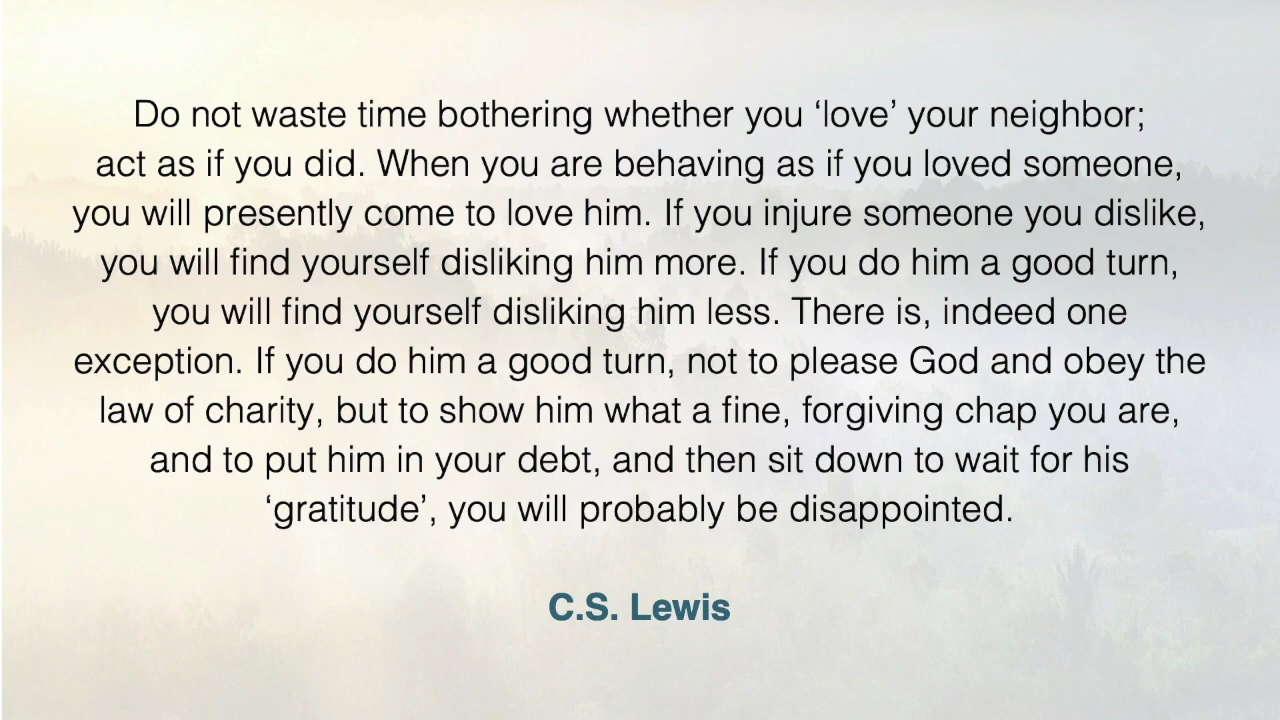 Do not waste time bothering whether you ‘love’ your neighbor;
act as if you did. When you are behaving as if you loved someone,
you will presently come to love him. If you injure someone you dislike,
you will find yourself disliking him more. If you do him a good turn,
you will find yourself disliking him less. There is, indeed one
exception. If you do him a good turn, not to please God and obey the
law of charity, but to show him what a fine, forgiving chap you are,
and to put him in your debt, and then sit down to wait for his
‘gratitude’, you will probably be disappointed.
C.S. Lewis